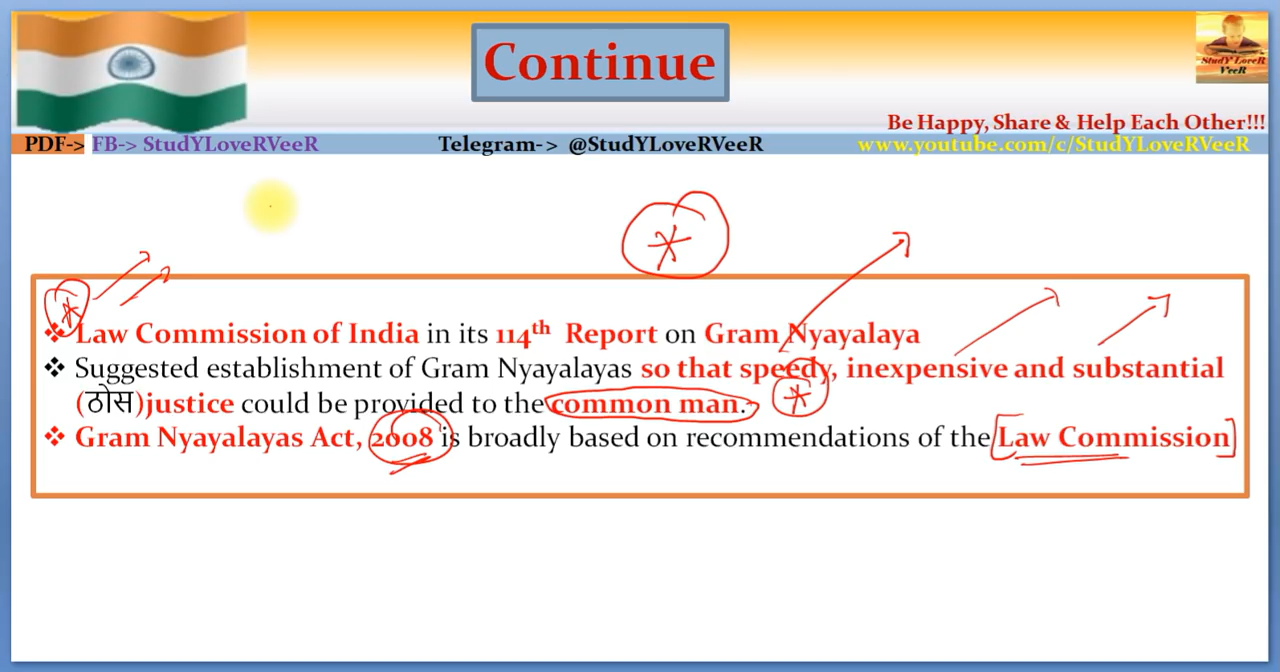 Continue
StudY LoveR
VeeR
Be Happy, Share & Help Each Other!!!
PDF-> FB-> StudYLoveRVeeR Telegram-> @StudYLoveRVeeR www.youtube.com/c/StudYLoveRVeeR
❖ Law Commission of India in its 114th Report on Gram Nyayalaya
❖ Suggested establishment of Gram Nyayalayas so that speedy, inexpensive and substantial
(ठोस)justice could be provided to the common man.
❖ Gram Nyayalayas Act, 2008 is broadly based on recommendations of the Law Commission